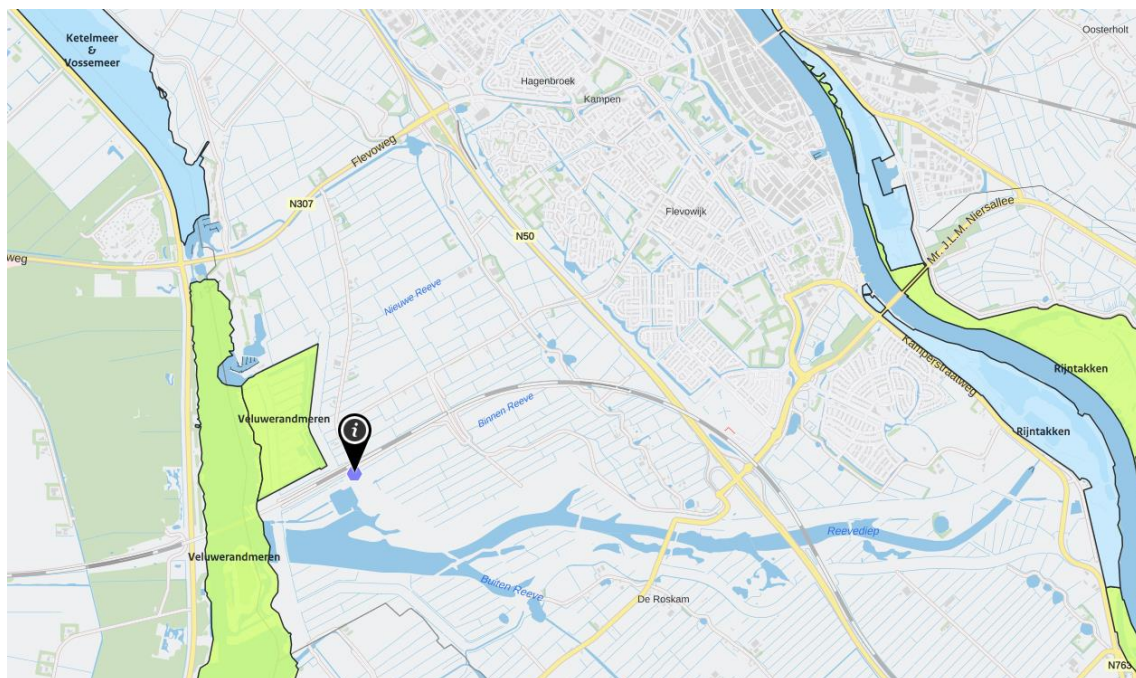 Ketelmeer
&
Vossemeer
Oosterholt
Hagenbroek
Kampen
Flevoweg
N307
Flevowijk
N50
Mr. J.L.M. Niersallee
weg
Nieuwe Reeve
Kamperstraatweg
Rijntakken
Veluwerandmeren
Binnen Reeve
i
Rijntakken
Reevediep
Veluwerandmeren
Buiten Reeve
De Roskam
N763